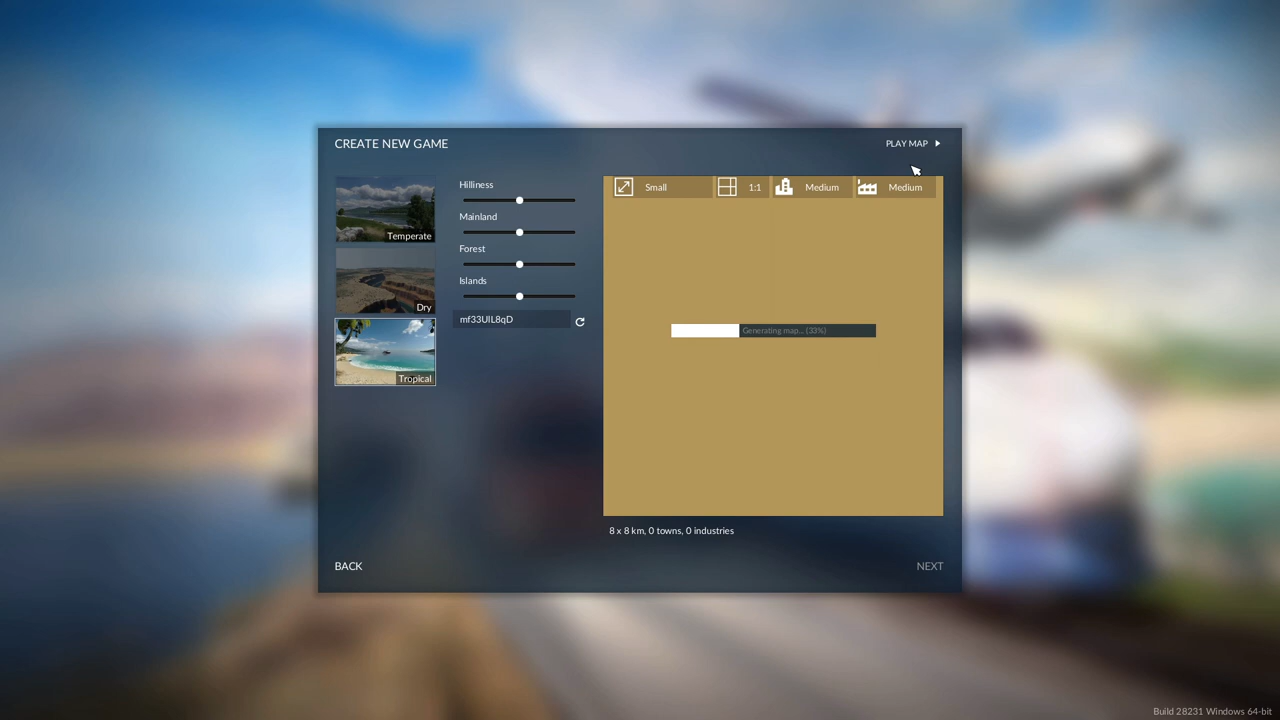 CREATE NEW GAME
PLAY MAP
Temperate
Dry
Tropical
Hilliness
Mainland
Forest
Islands
mf33UIL8qD
Small
1:1
Medium
Medium
Generating map... (33%)
8 x 8 km, 0 towns, 0 industries
BACK
NEXT
Build 28231 Windows 64-bit